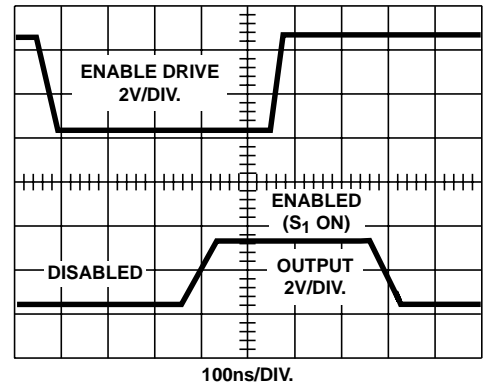 ENABLE DRIVE
2V/DIV.
ENABLED
(S1 ON)
DISABLED
OUTPUT
2V/DIV.
100ns/DIV.